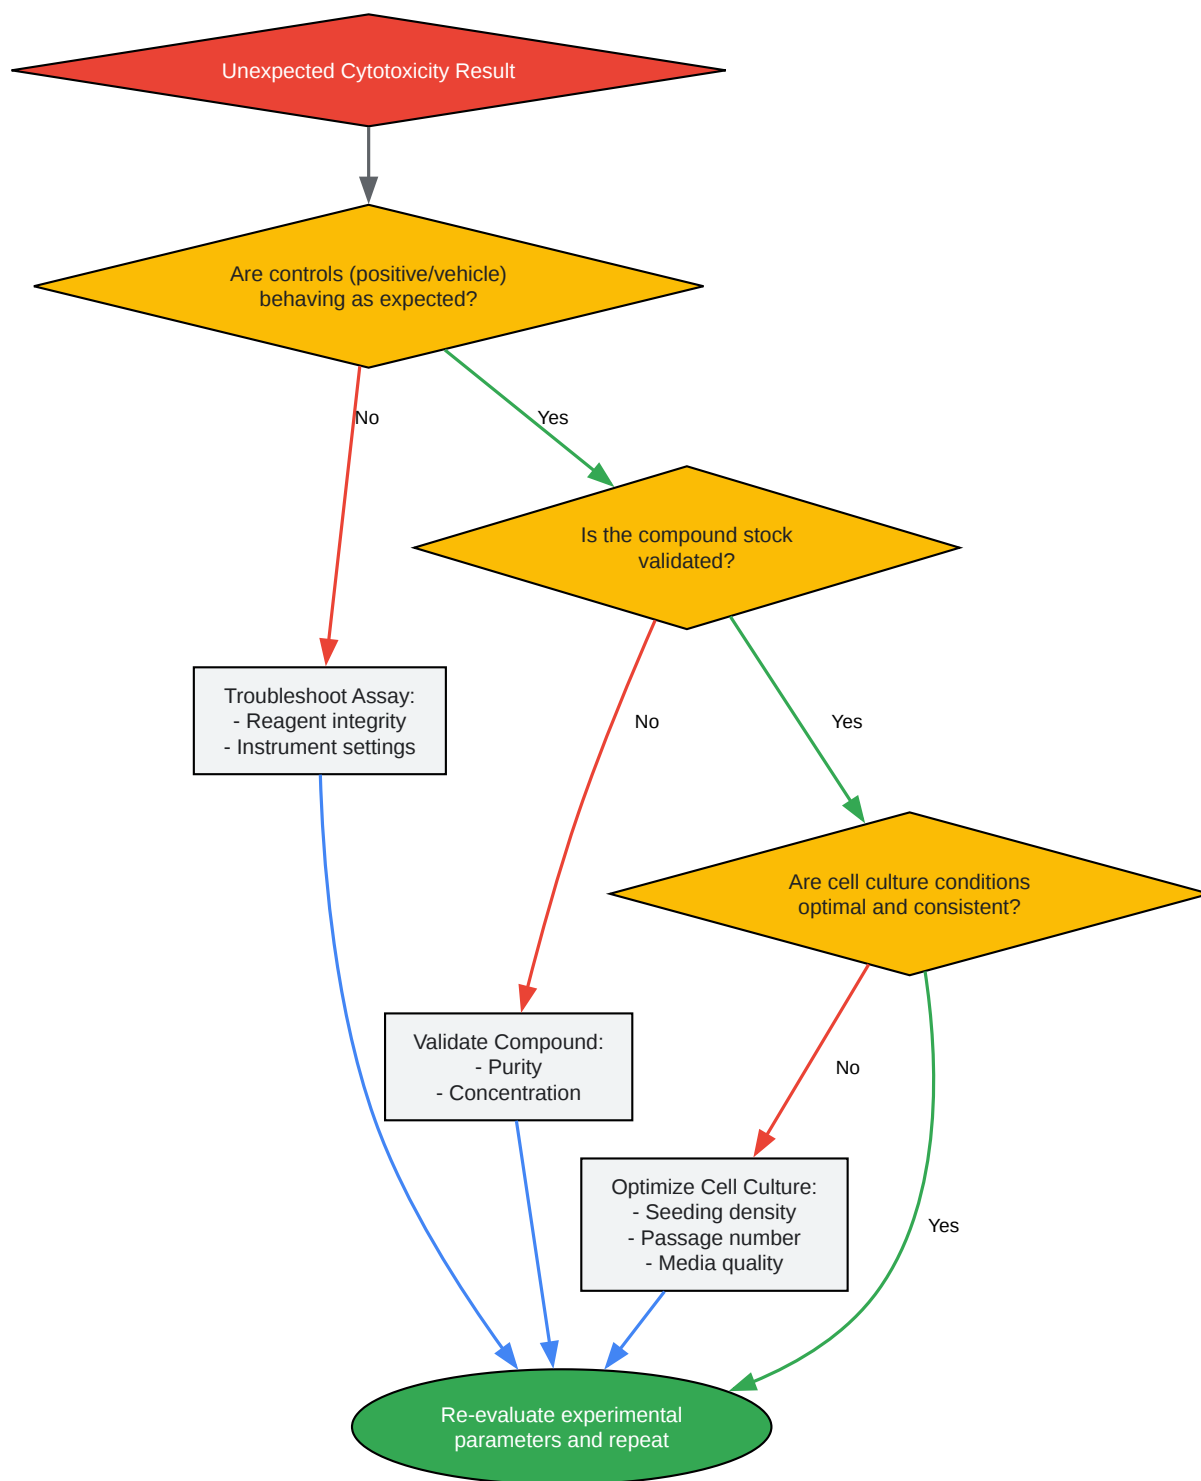 Unexpected Cytotoxicity Result
Are controls (positive/vehicle)
behaving as expected?
No
Yes
Is the compound stock
validated?
Troubleshoot Assay:
- Reagent integrity
- Instrument settings
No
Yes
Are cell culture conditions
optimal and consistent?
Validate Compound:
- Purity
- Concentration
No
Optimize Cell Culture:
- Seeding density
- Passage number
- Media quality
Yes
Re-evaluate experimental
parameters and repeat